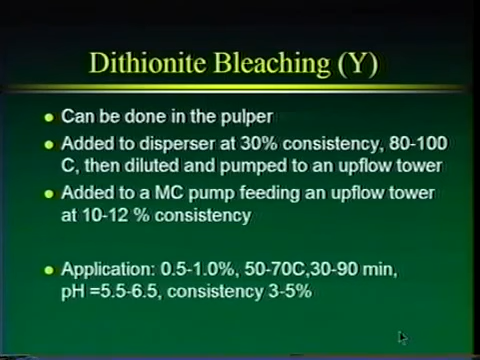 Dithionite Bleaching (Y)
Can be done in the pulper
Added to disperser at 30% consistency, 80-100
C, then diluted and pumped to an upflow tower
Added to a MC pump feeding an upflow tower
at 10-12 % consistency
Application: 0.5-1.0%, 50-70C,30-90 min,
pH =5.5-6.5, consistency 3-5%